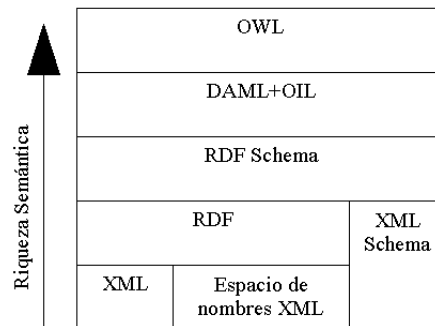 OWL
DAML+OIL
RDF Schema
RDF
XML
Schema
XML
Espacio de
nombres XML
Riqueza Semántica